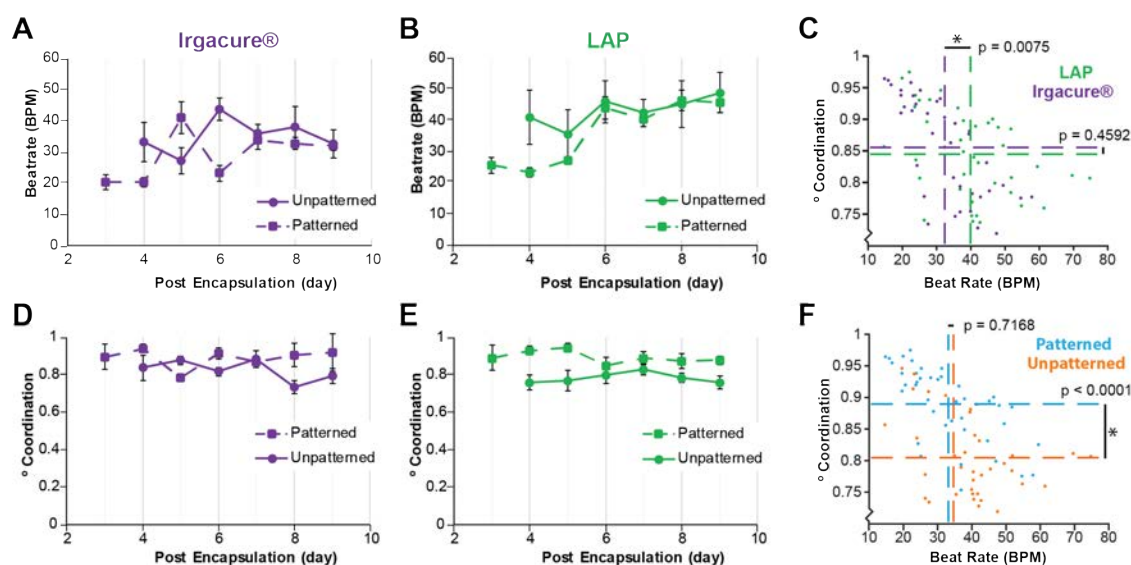 A
Irgacure®
Beatrate (BPM)
60
50
40
30
20
10
0
Unpatterned
Patterned
2
4
6
8
10
Post Encapsulation (day)
B
LAP
Beatrate (BPM)
60
50
40
30
20
10
0
Unpatterned
Patterned
2
4
6
8
10
Post Encapsulation (day)
C
*
p = 0.0075
LAP
Irgacure®
p = 0.4592
º Coordination
1
0.95
0.9
0.85
0.8
0.75
10
20
30
40
50
60
70
80
Beat Rate (BPM)
D
º Coordination
1
0.8
0.6
0.4
0.2
0
Patterned
Unpatterned
2
4
6
8
10
Post Encapsulation (day)
E
º Coordination
1
0.8
0.6
0.4
0.2
0
Patterned
Unpatterned
2
4
6
8
10
Post Encapsulation (day)
F
p = 0.7168
Patterned
Unpatterned
p < 0.0001
*
º Coordination
1
0.95
0.9
0.85
0.8
0.75
10
20
30
40
50
60
70
80
Beat Rate (BPM)